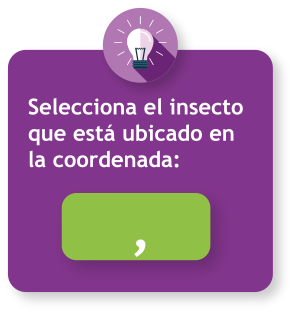 Selecciona el insecto
que está ubicado en
la coordenada:
,